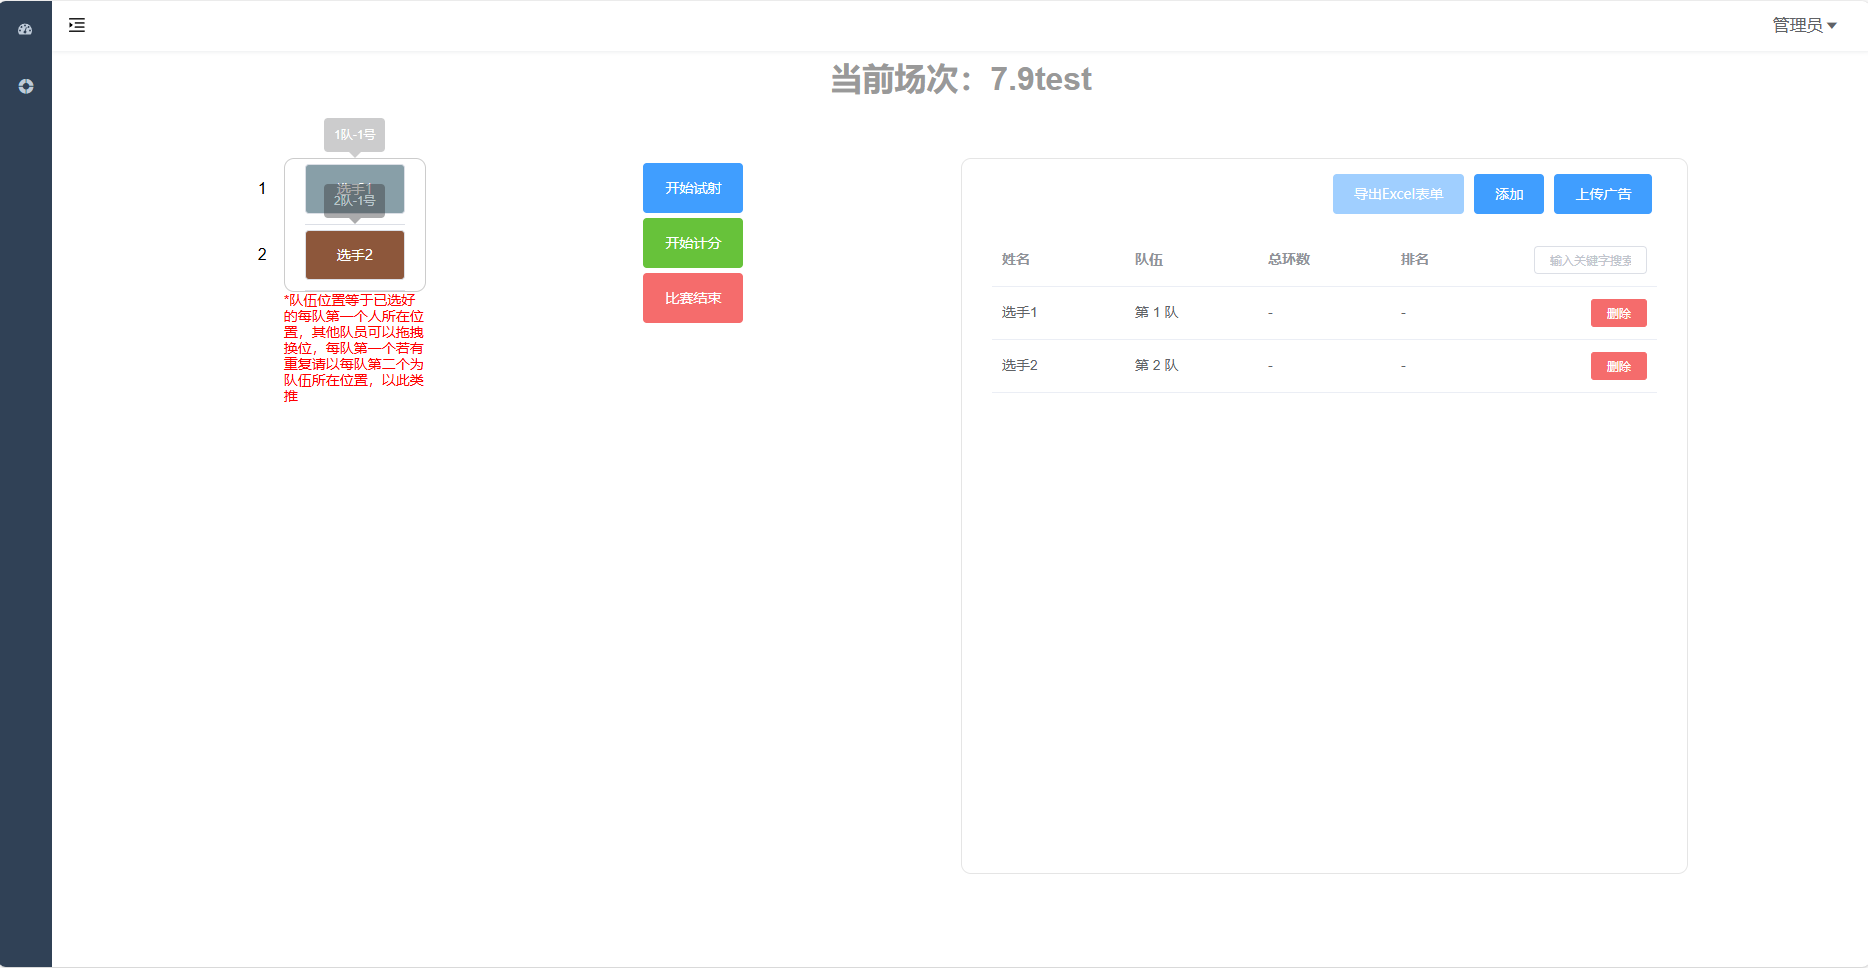 管理员
当前场次：7.9test
1队-1号
1
选手1
2队-1号
2
选手2
*队伍位置等于已选好
的每队第一个人所在位
置，其他队员可以拖拽
换位，每队第一个若有
重复请以每队第二个为
队伍所在位置，以此类
推
开始试射
开始计分
比赛结束
导出Excel表单 添加 上传广告
姓名 队伍 总环数 排名 输入关键字搜索
选手1 第 1 队 - - 删除
选手2 第 2 队 - - 删除